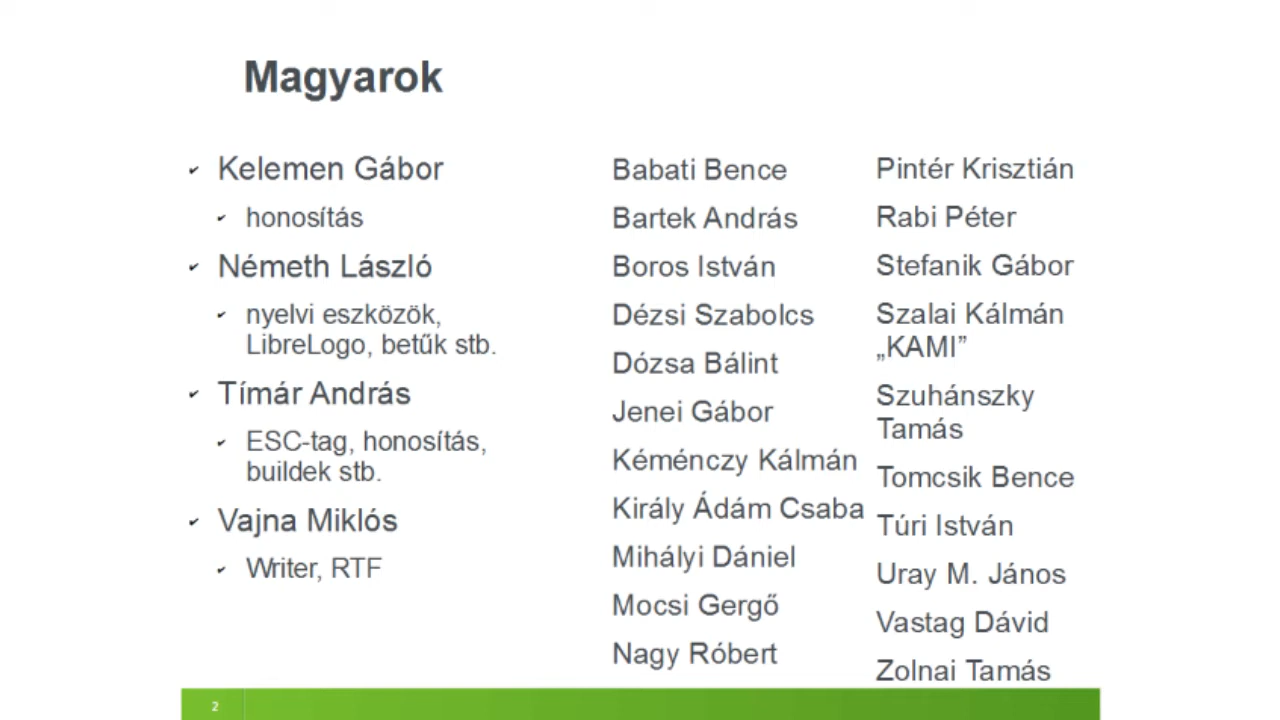 Magyarok
Kelemen Gábor
honosítás
Németh László
nyelvi eszközök,
LibreLogo, betűk stb.
Tímár András
ESC-tag, honosítás,
buildek stb.
Vajna Miklós
Writer, RTF
Babati Bence
Bartek András
Boros István
Dézsi Szabolcs
Dózsa Bálint
Jenei Gábor
Kéménczy Kálmán
Király Ádám Csaba
Mihályi Dániel
Mocsi Gergő
Nagy Róbert
Pintér Krisztián
Rabi Péter
Stefanik Gábor
Szalai Kálmán
„KAMI”
Szuhánszky
Tamás
Tomcsik Bence
Túri István
Uray M. János
Vastag Dávid
Zolnai Tamás
2